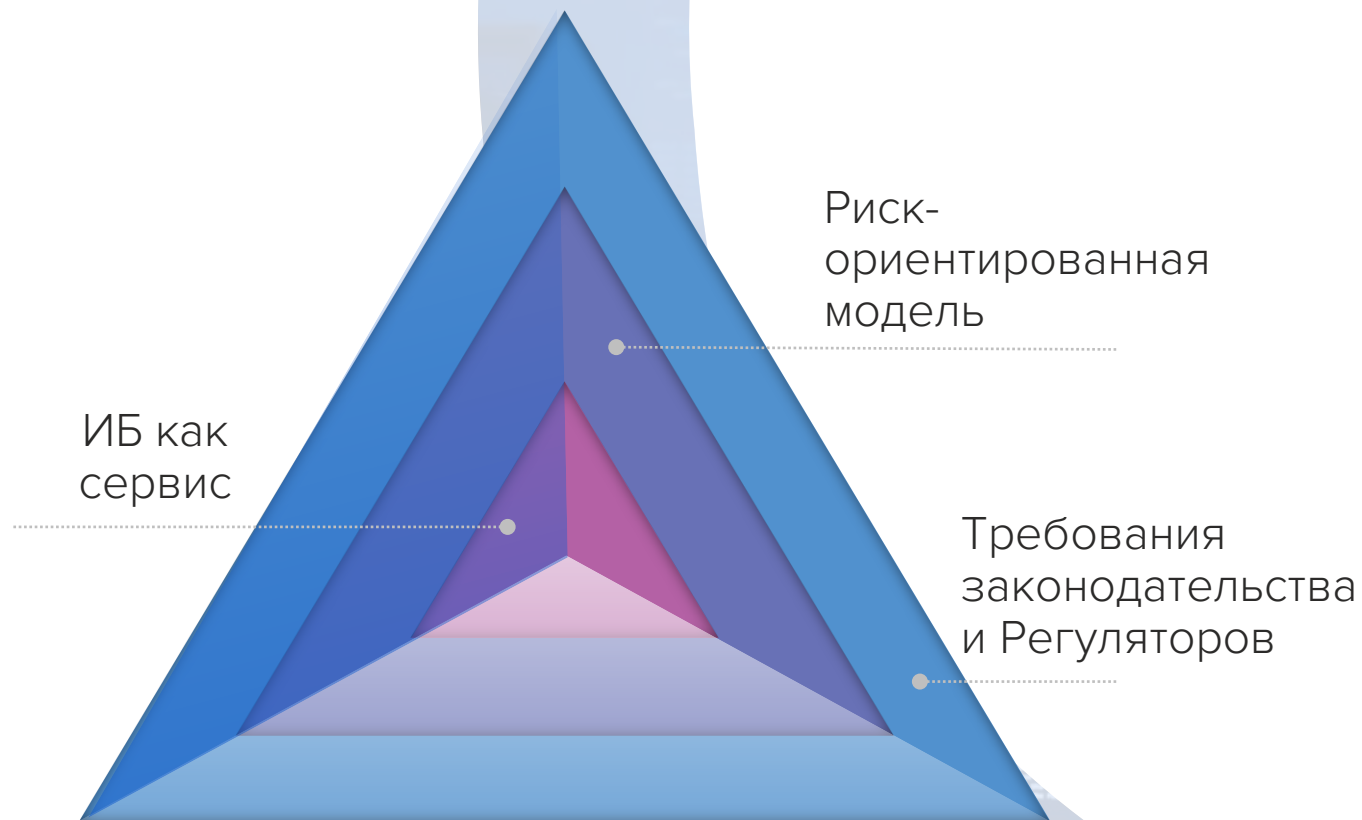 Риск-
ориентированная
модель
ИБ как
сервис
Требования
законодательства
и Регуляторов